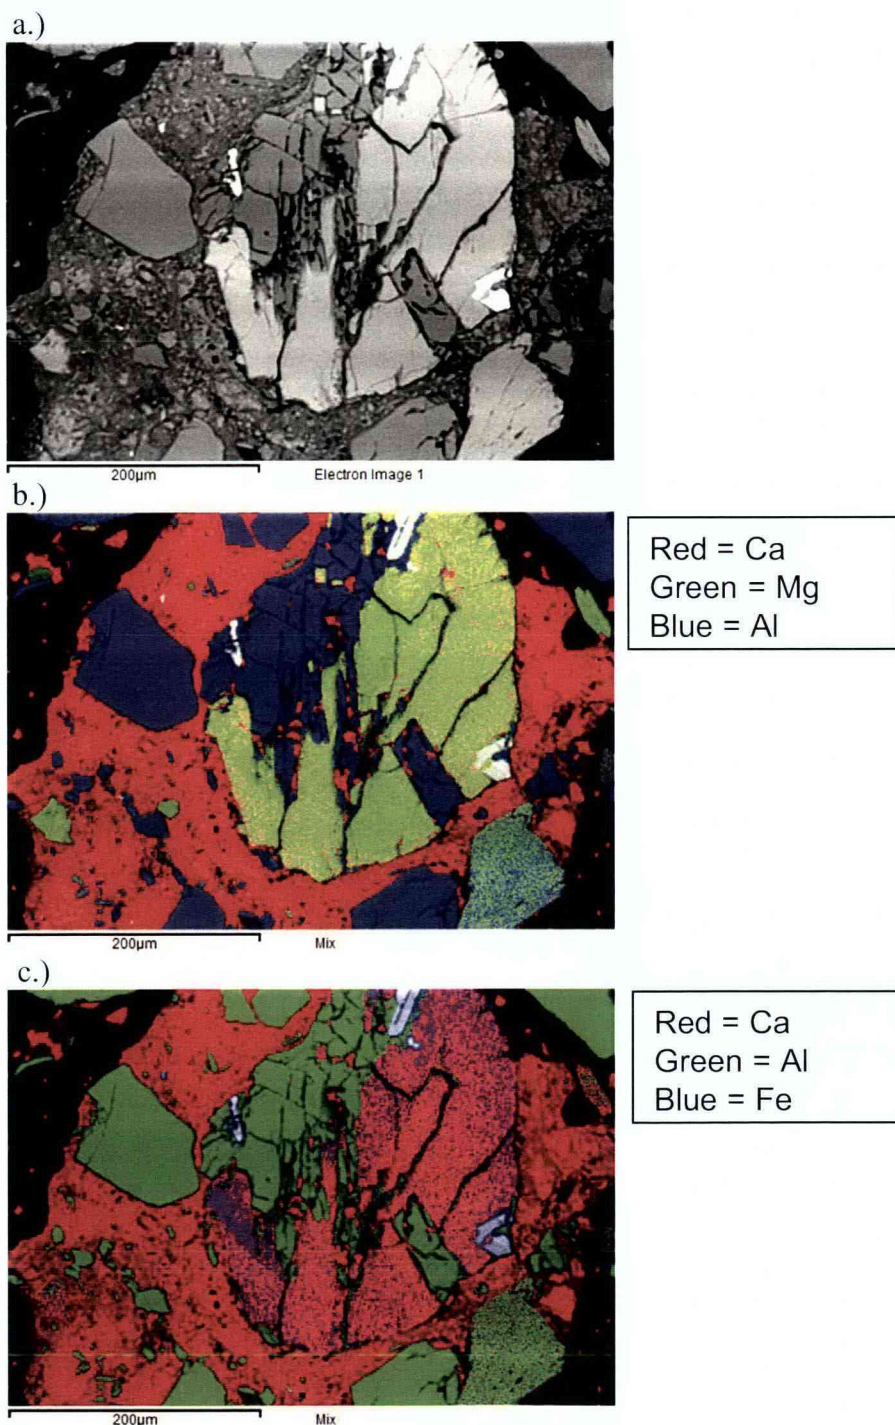 a.)
200µm
Electron Image 1
b.)
Red = Ca
Green = Mg
Blue = Al
200µm
Mix
c.)
Red = Ca
Green = Al
Blue = Fe
200µm
Mix